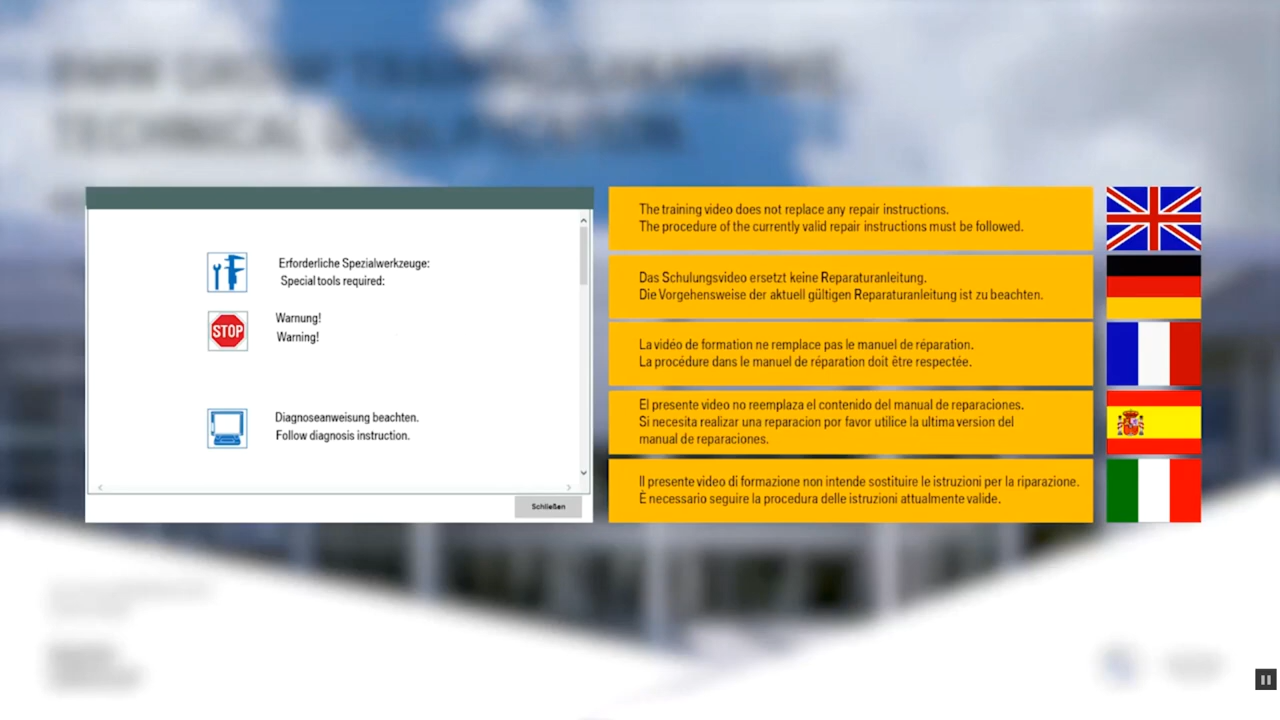 Erforderliche Spezialwerkzeuge:
Special tools required:
STOP
Warnung!
Warning!
Diagnoseanweisung beachten.
Follow diagnosis instruction.
Schließen
The training video does not replace any repair instructions.
The procedure of the currently valid repair instructions must be followed.
Das Schulungsvideo ersetzt keine Reparaturanleitung.
Die Vorgehensweise der aktuell gültigen Reparaturanleitung ist zu beachten.
La vidéo de formation ne remplace pas le manuel de réparation.
La procédure dans le manuel de réparation doit être respectée.
El presente video no reemplaza el contenido del manual de reparaciones.
Si necesita realizar una reparacion por favor utilice la ultima version del
manual de reparaciones.
Il presente video di formazione non intende sostituire le istruzioni per la riparazione.
È necessario seguire la procedura delle istruzioni attualmente valide.